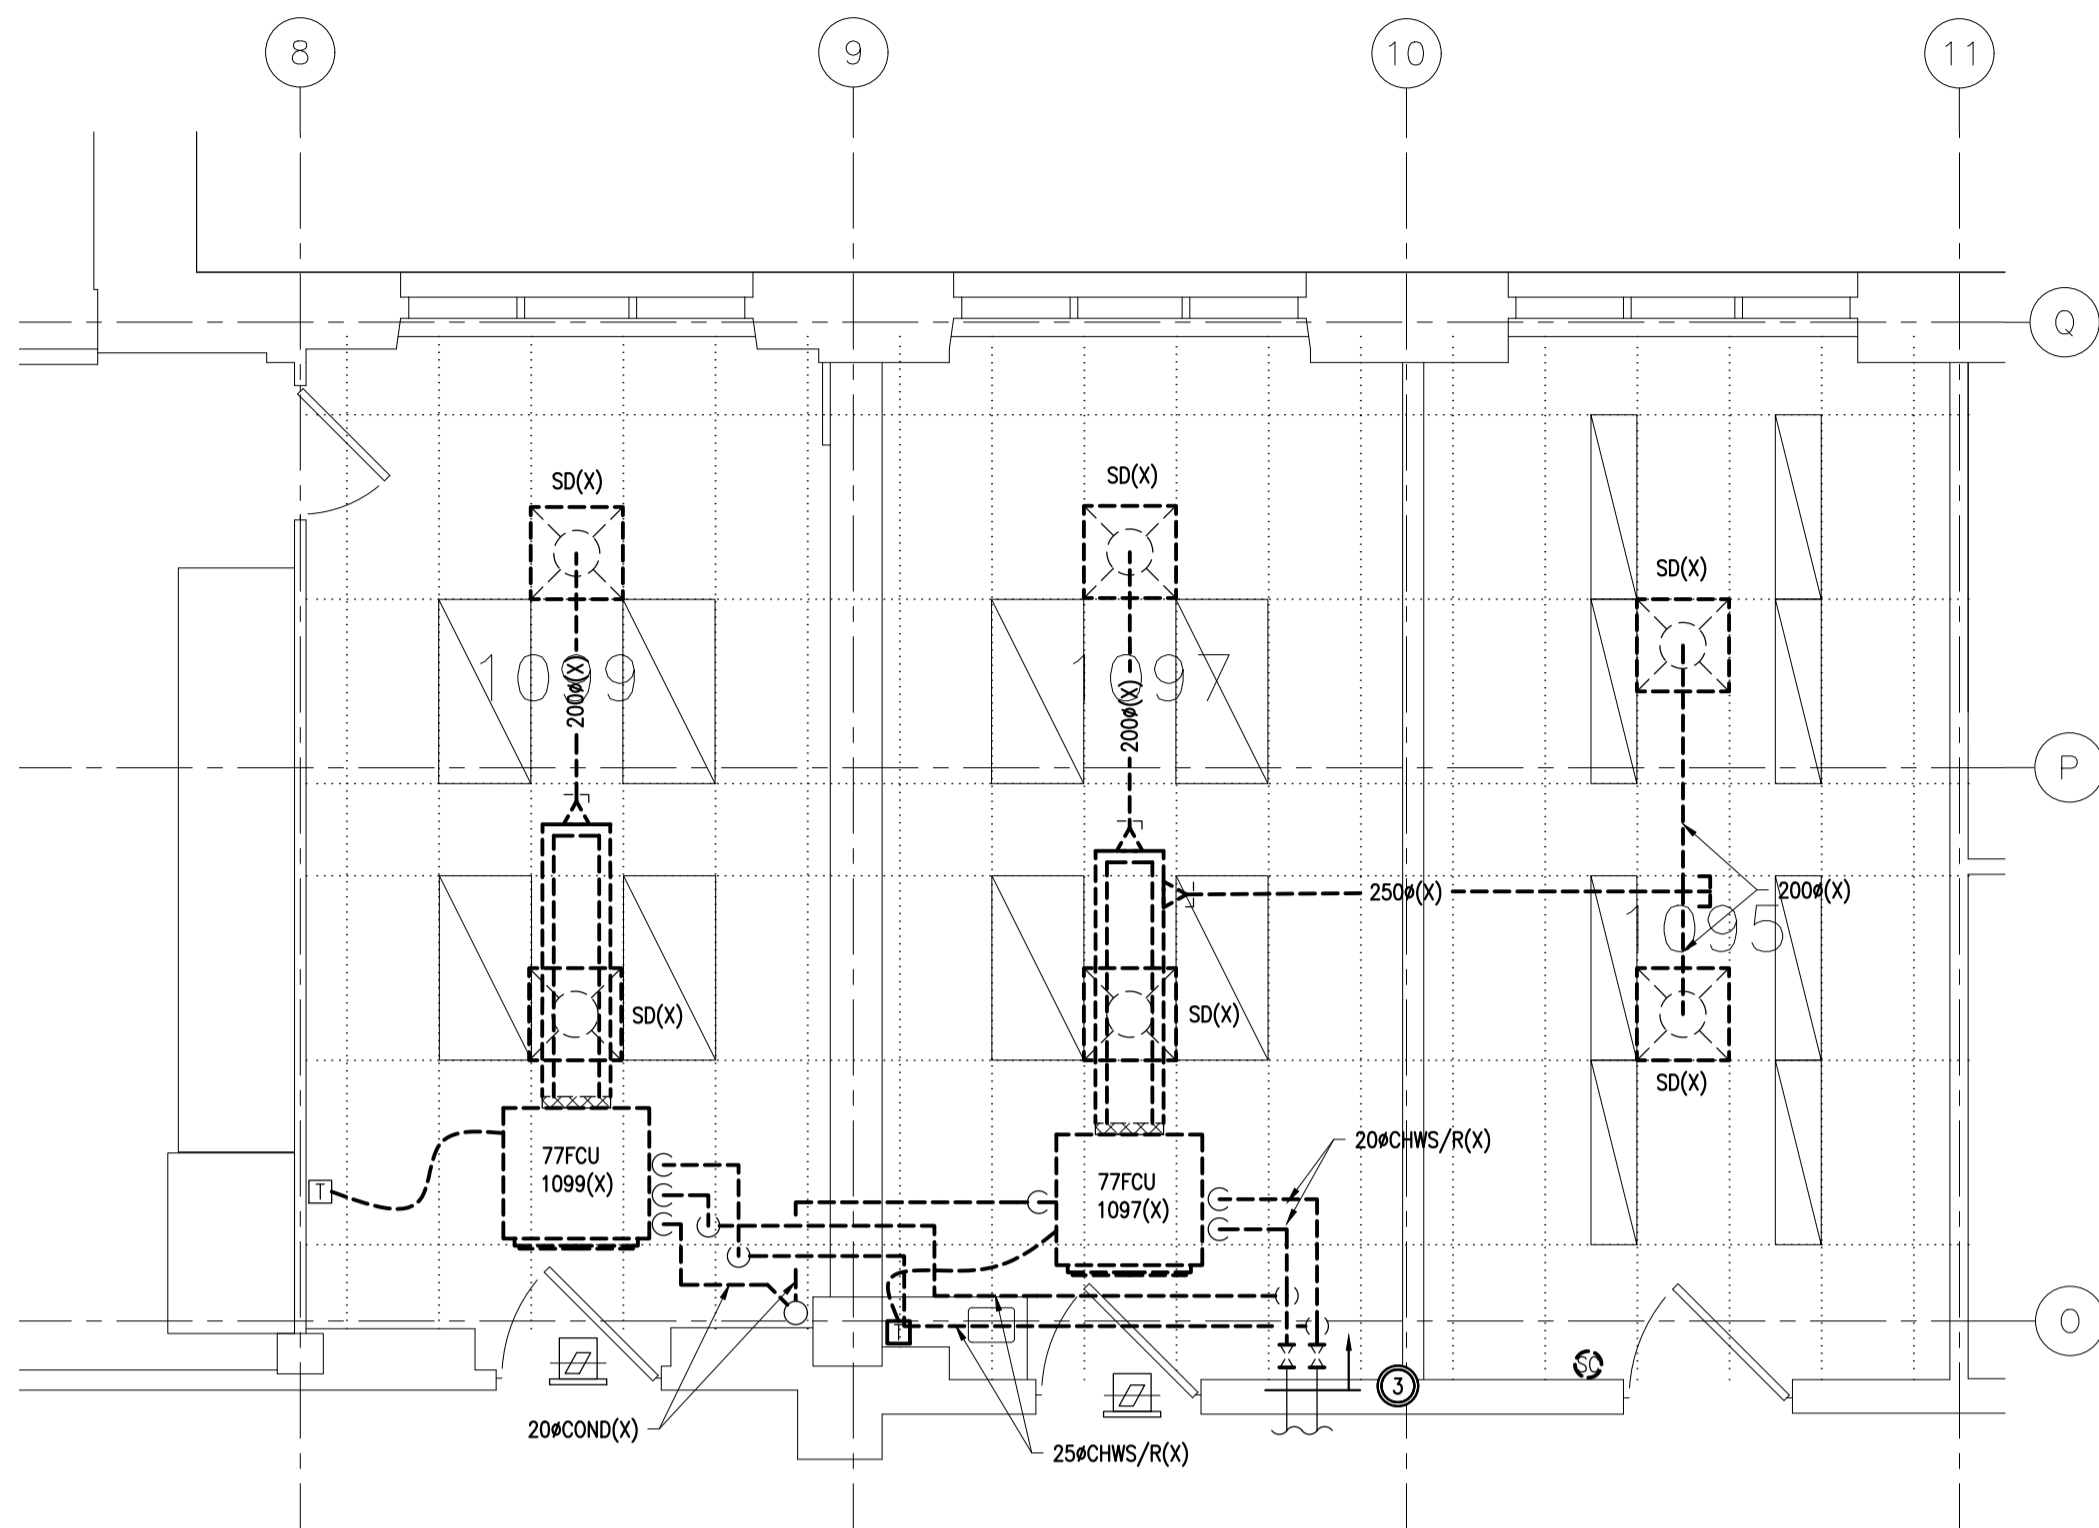 8
9
10
11
Q
SD(X)
SD(X)
SD(X)
1099
1097
200ø(X)
200ø(X)
P
250ø(X)
200ø(X)
1095
SD(X)
SD(X)
SD(X)
20øCHWS/R(X)
77FCU
1099(X)
77FCU
1097(X)
T
T
O
SC
3
20øCOND(X)
25øCHWS/R(X)